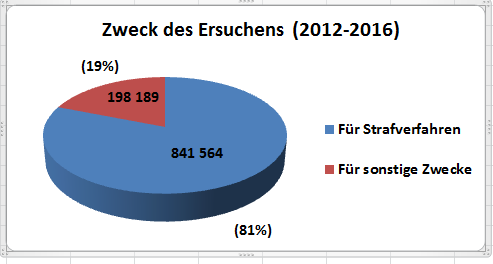 Zweck des Ersuchens (2012-2016)
(19%)
198 189
841 564
(81%)
Für Strafverfahren
Für sonstige Zwecke